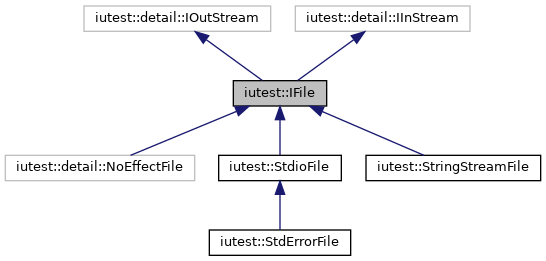 iutest::detail::IOutStream
iutest::detail::IInStream
iutest::IFile
iutest::detail::NoEffectFile
iutest::StdioFile
iutest::StringStreamFile
iutest::StdErrorFile